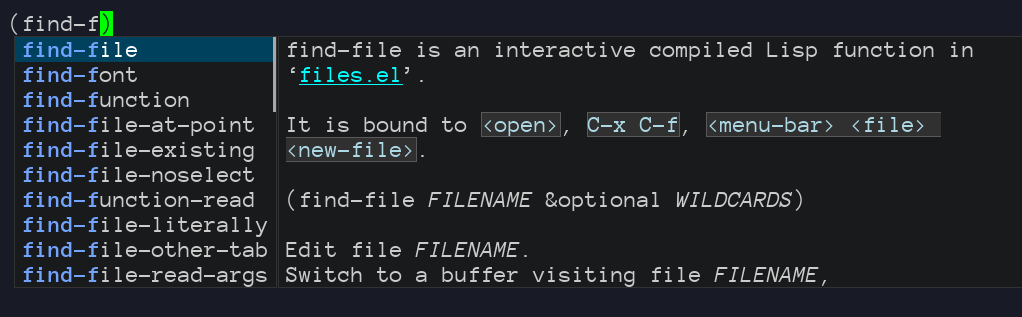 (find-f)
find-file
find-font
find-function
find-file-at-point
find-file-existing
find-file-noselect
find-function-read
find-file-literally
find-file-other-tab
find-file-read-args
find-file is an interactive compiled Lisp function in
‘files.el’.
It is bound to <open>, C-x C-f, <menu-bar> <file>
<new-file>.
(find-file FILENAME &optional WILDCARDS)
Edit file FILENAME.
Switch to a buffer visiting file FILENAME,